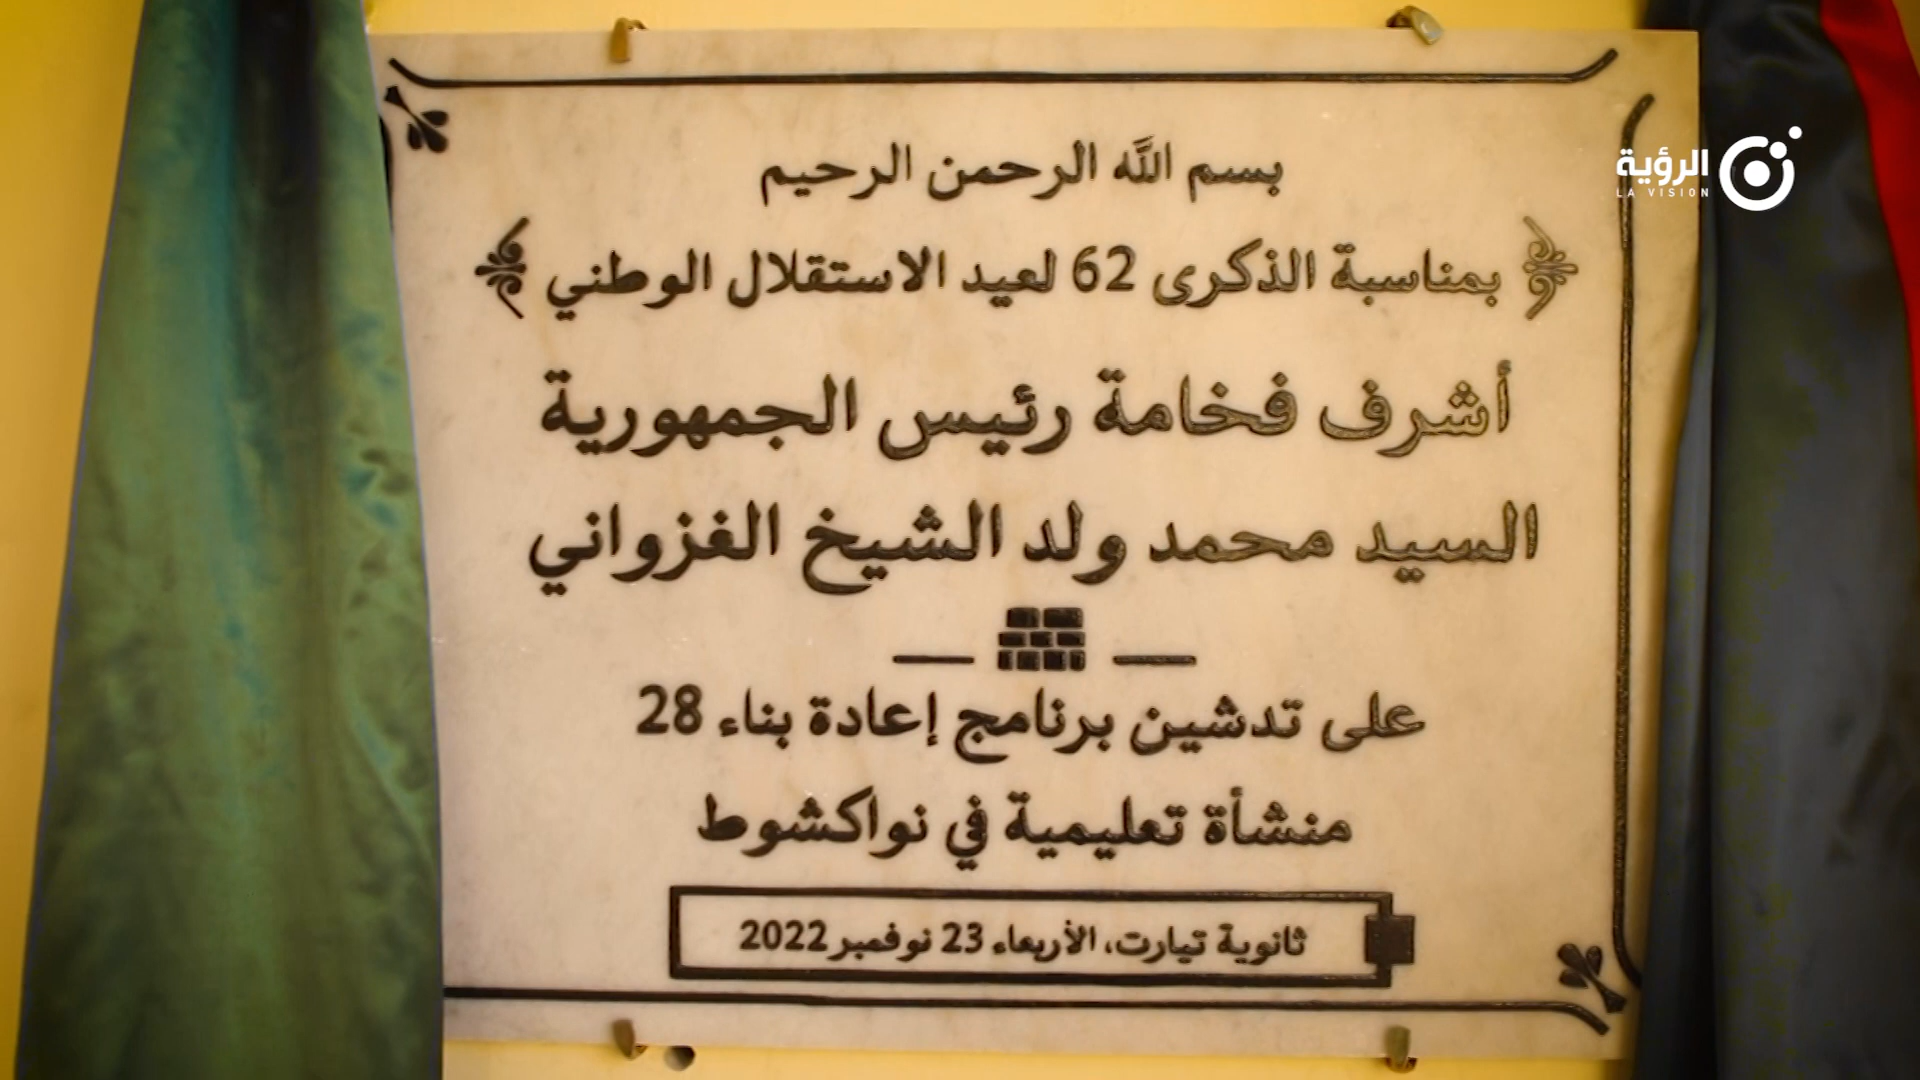 الرؤية
LA VISION
بسم الله الرحمن الرحيم
بمناسبة الذكرى 62 لعيد الاستقلال الوطني
أشرف فخامة رئيس الجمهورية
السيد محمد ولد الشيخ الغزواني
على تدشين برنامج إعادة بناء 28
منشأة تعليمية في نواكشوط
ثانوية تيارت، الأربعاء 23 نوفمبر 2022